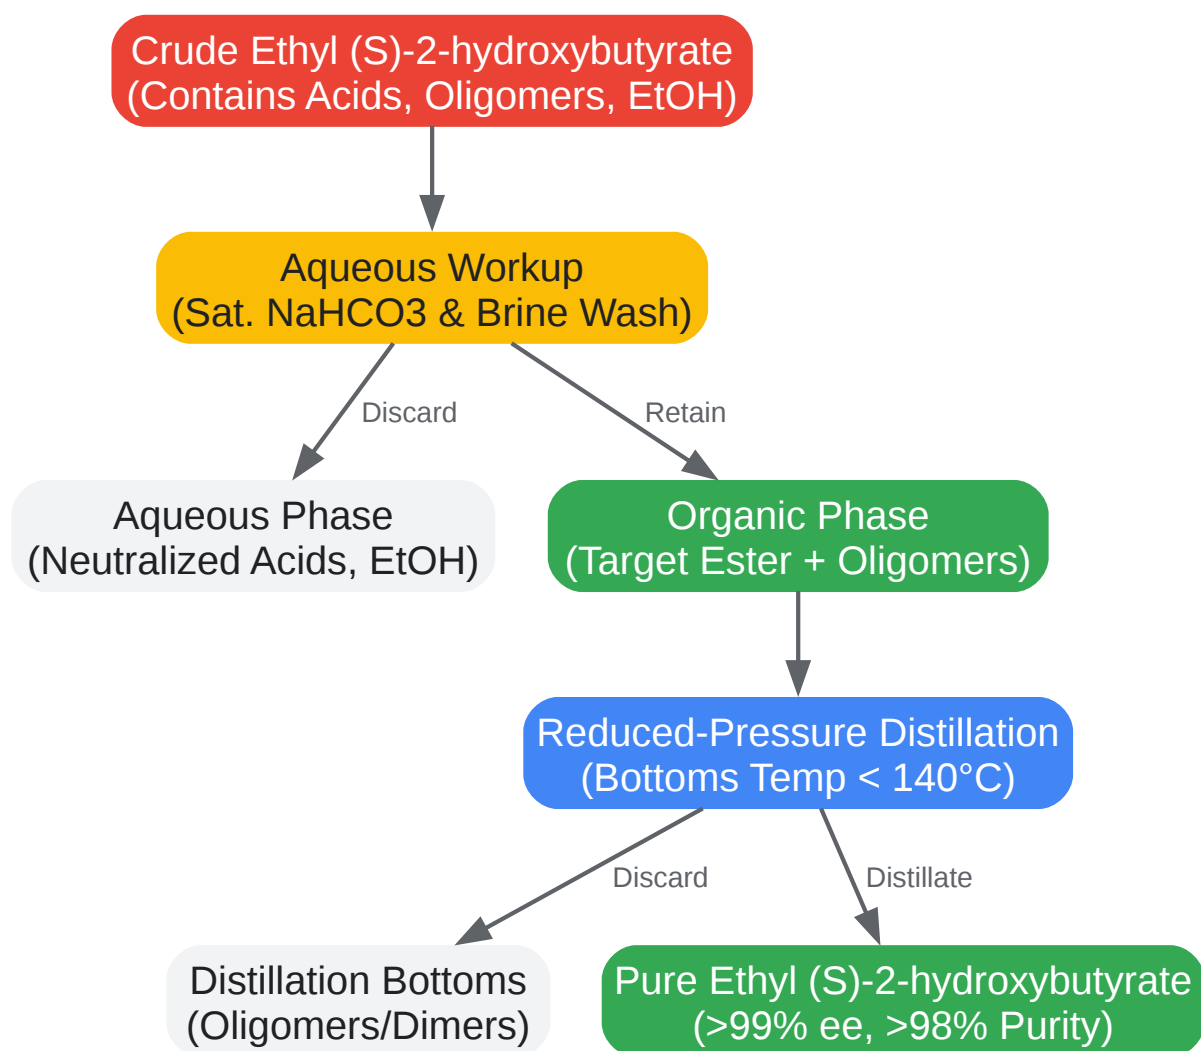 Crude Ethyl (S)-2-hydroxybutyrate
(Contains Acids, Oligomers, EtOH)
Aqueous Workup
(Sat. NaHCO3 & Brine Wash)
Discard
Retain
Aqueous Phase
(Neutralized Acids, EtOH)
Organic Phase
(Target Ester + Oligomers)
Reduced-Pressure Distillation
(Bottoms Temp < 140°C)
Discard
Distillate
Distillation Bottoms
(Oligomers/Dimers)
Pure Ethyl (S)-2-hydroxybutyrate
(>99% ee, >98% Purity)